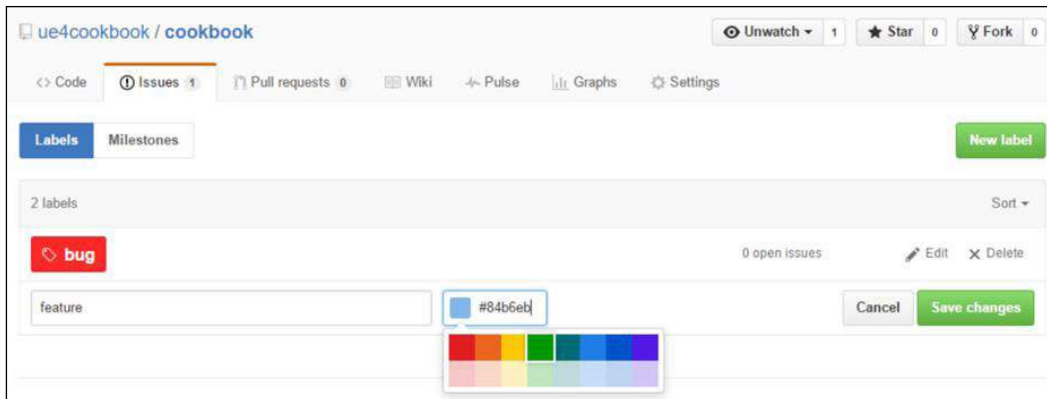 ue4cookbook / cookbook Unwatch 1 Star 0 Fork 0
<> Code Issues 1 Pull requests 0 Wiki Pulse Graphs Settings
Labels Milestones New label
2 labels Sort
bug 0 open issues Edit Delete
feature #84b6eb Cancel Save changes